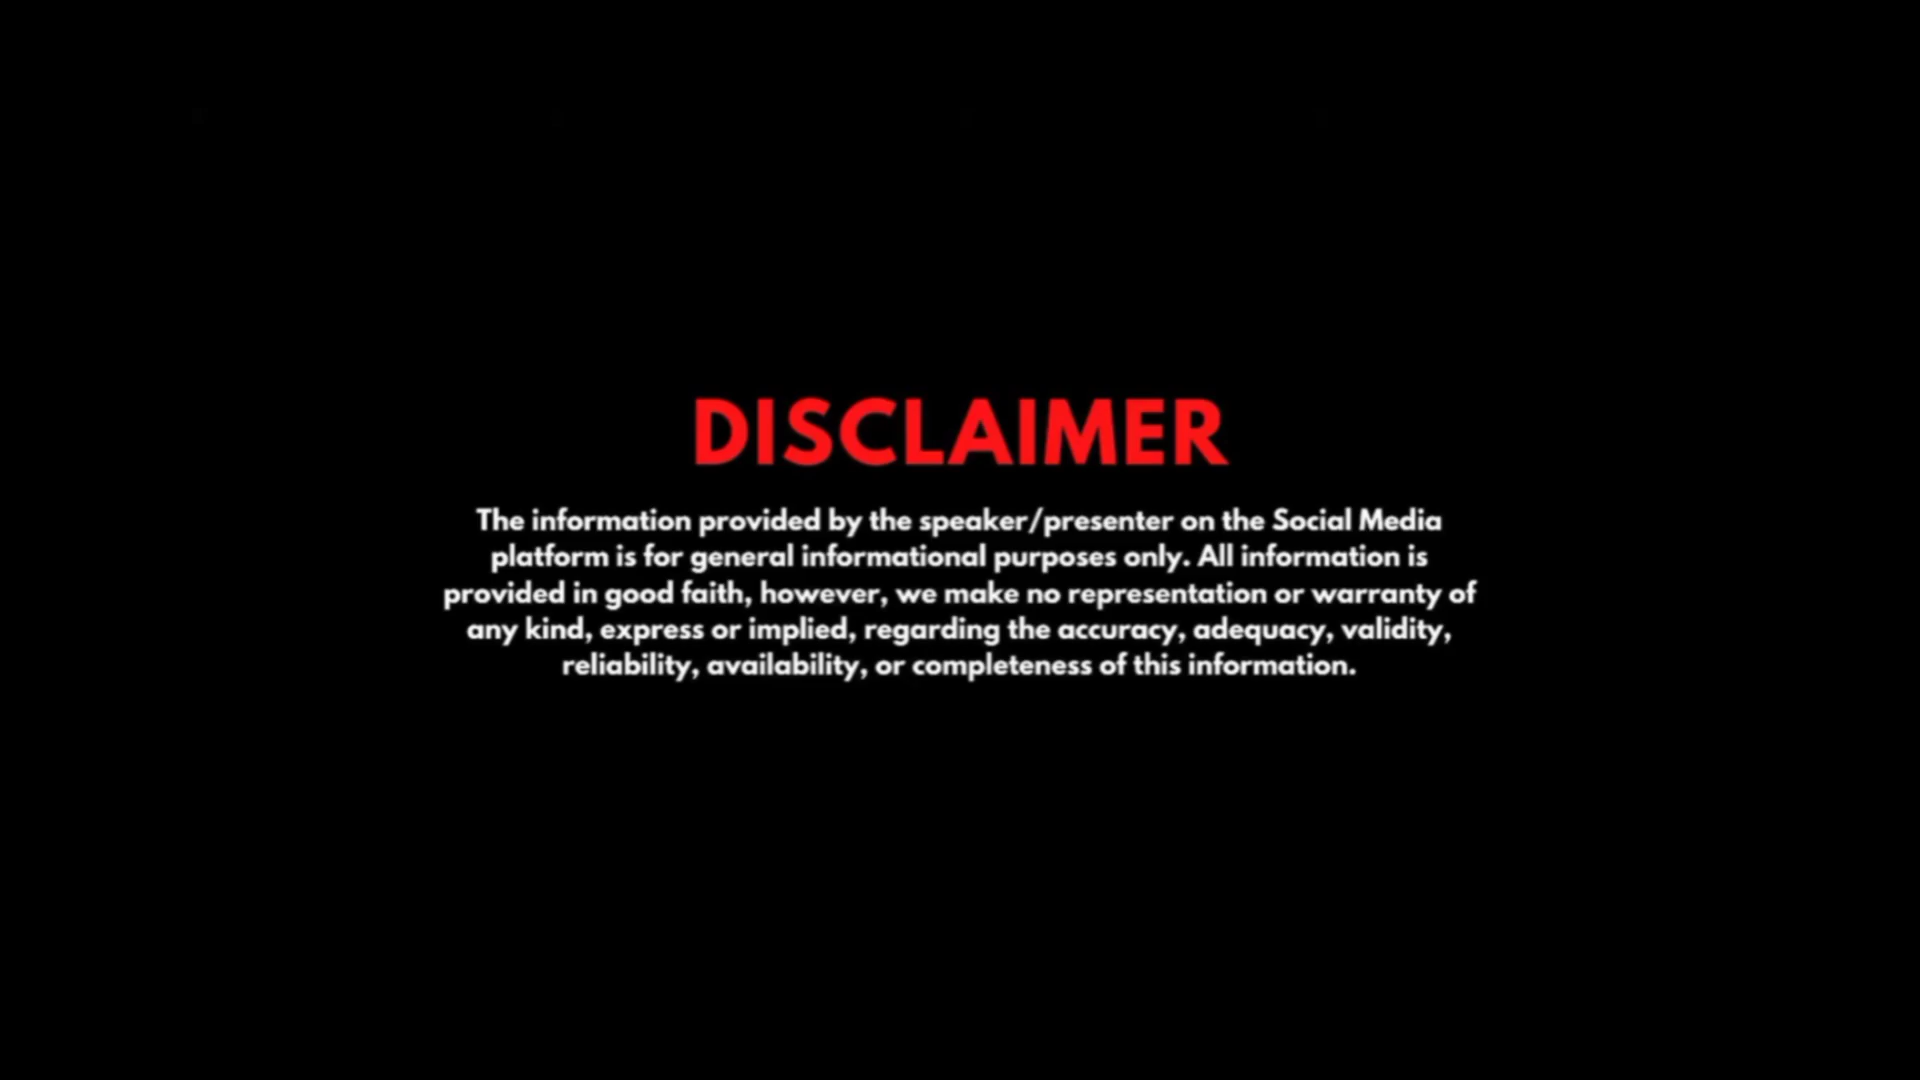 DISCLAIMER
The information provided by the speaker/presenter on the Social Media
platform is for general informational purposes only. All information is
provided in good faith, however, we make no representation or warranty of
any kind, express or implied, regarding the accuracy, adequacy, validity,
reliability, availability, or completeness of this information.